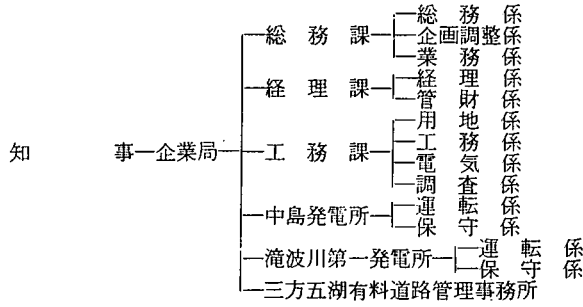 総務係
総務課 企画調整係
業務係
経理課 経理係
管財係
用地係
知事 企業局 工務課 工務係
電気係
調査係
中島発電所 運転係
保守係
滝波川第一発電所 運転係
保守係
三方五湖有料道路管理事務所